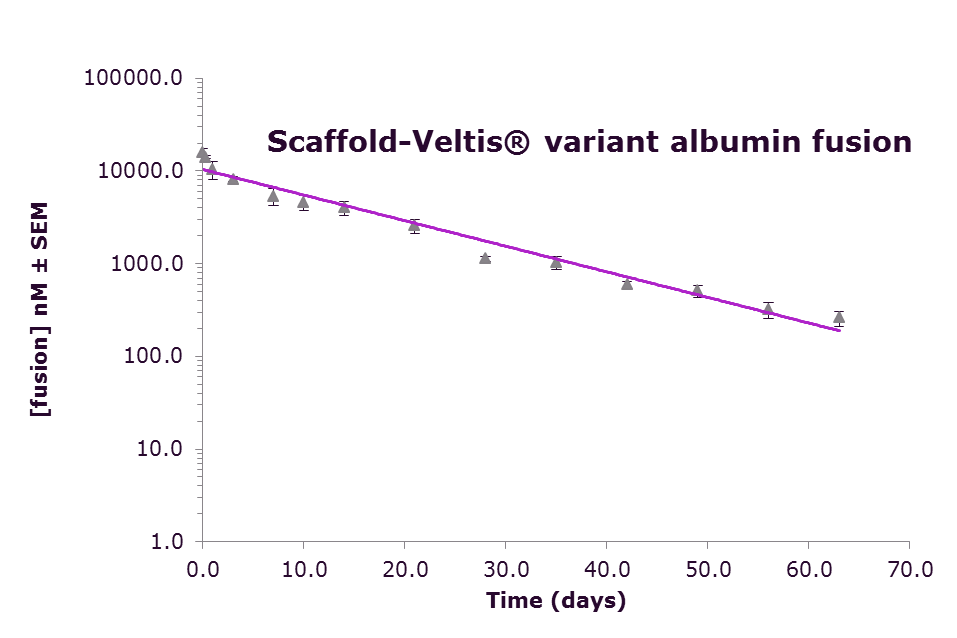 Scaffold-Veltis® variant albumin fusion
[fusion] nM ± SEM
100000.0
10000.0
1000.0
100.0
10.0
1.0
0.0 10.0 20.0 30.0 40.0 50.0 60.0 70.0
Time (days)